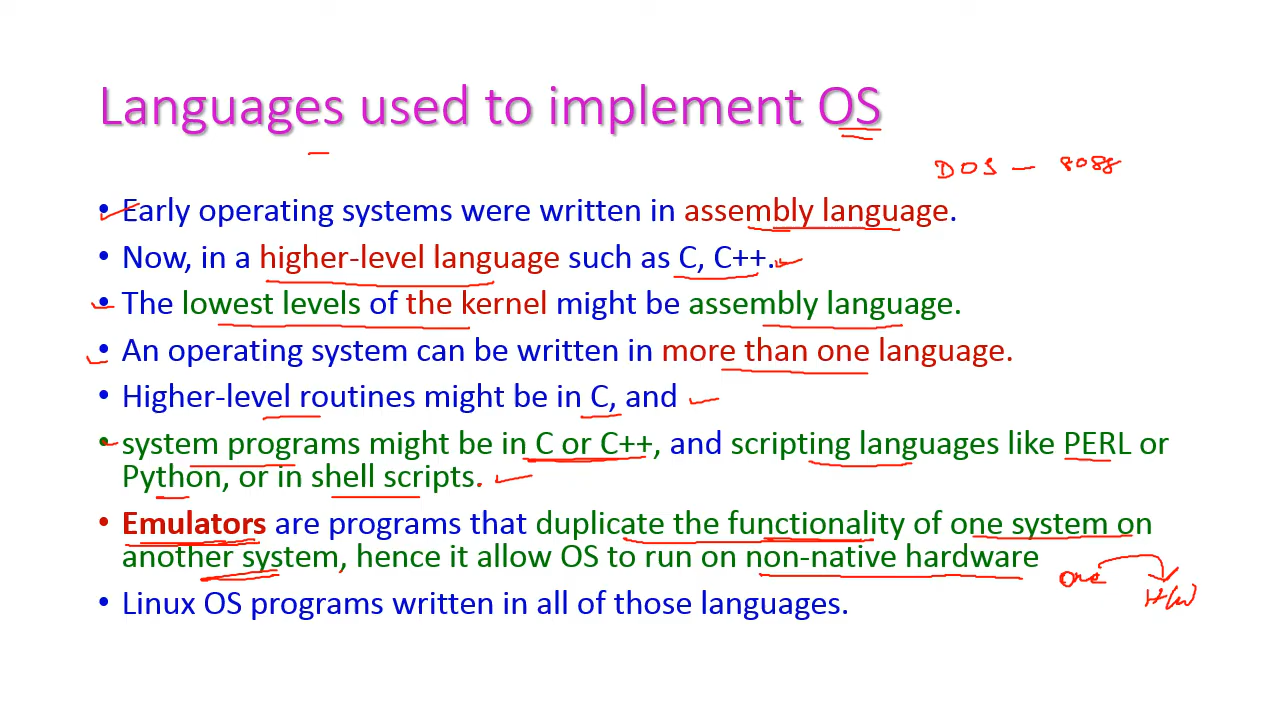 Languages used to implement OS
DOS - 8088
• Early operating systems were written in assembly language.
• Now, in a higher-level language such as C, C++.
• The lowest levels of the kernel might be assembly language.
• An operating system can be written in more than one language.
• Higher-level routines might be in C, and
• system programs might be in C or C++, and scripting languages like PERL or
Python, or in shell scripts.
• Emulators are programs that duplicate the functionality of one system on
another system, hence it allow OS to run on non-native hardware
one H/W
• Linux OS programs written in all of those languages.